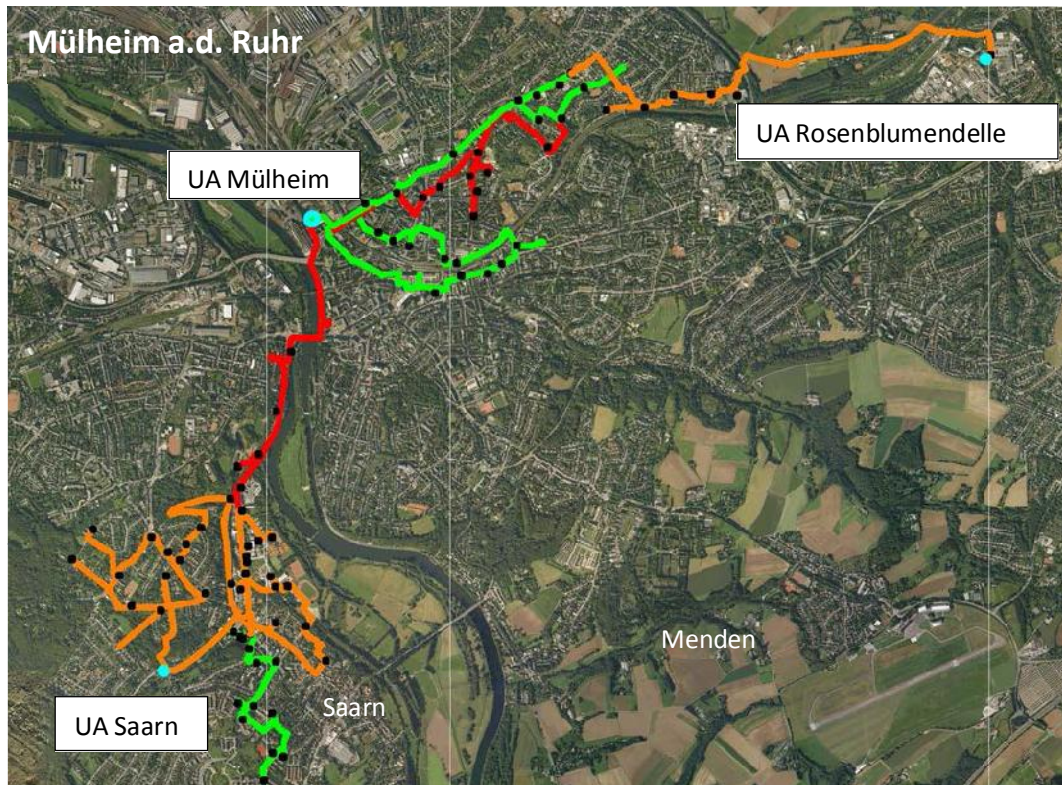 Mülheim a.d. Ruhr
UA Rosenblumendelle
UA Mülheim
Menden
Saarn
UA Saarn